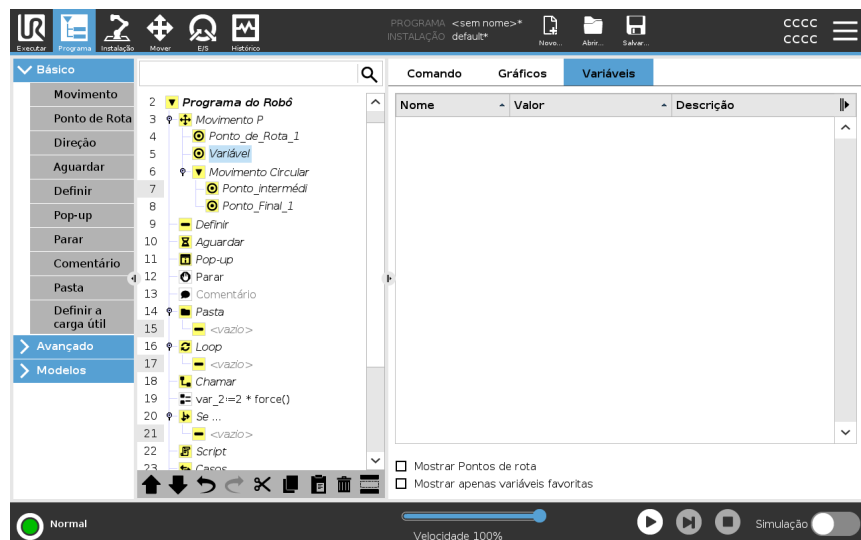 PROGRAMA <sem nome>*
INSTALAÇÃO default*
CCCC
CCCC
Executar Programa Instalação Mover E/S Histórico Novo... Abrir... Salvar...
Básico
Movimento
Ponto de Rota
Direção
Aguardar
Definir
Pop-up
Parar
Comentário
Pasta
Definir a
carga útil
Avançado
Modelos
2 Programa do Robô
3 Movimento P
4 Ponto_de_Rota_1
5 Variável
6 Movimento Circular
7 Ponto_intermédi
8 Ponto_Final_1
9 Definir
10 Aguardar
11 Pop-up
12 Parar
13 Comentário
14 Pasta
15 <vazio>
16 Loop
17 <vazio>
18 Chamar
19 var_2:=2 * force()
20 Se ...
21 <vazio>
22 Script
23 Casos
Comando Gráficos Variáveis
Nome Valor Descrição
Mostrar Pontos de rota
Mostrar apenas variáveis favoritas
Normal
Velocidade 100%
Simulação